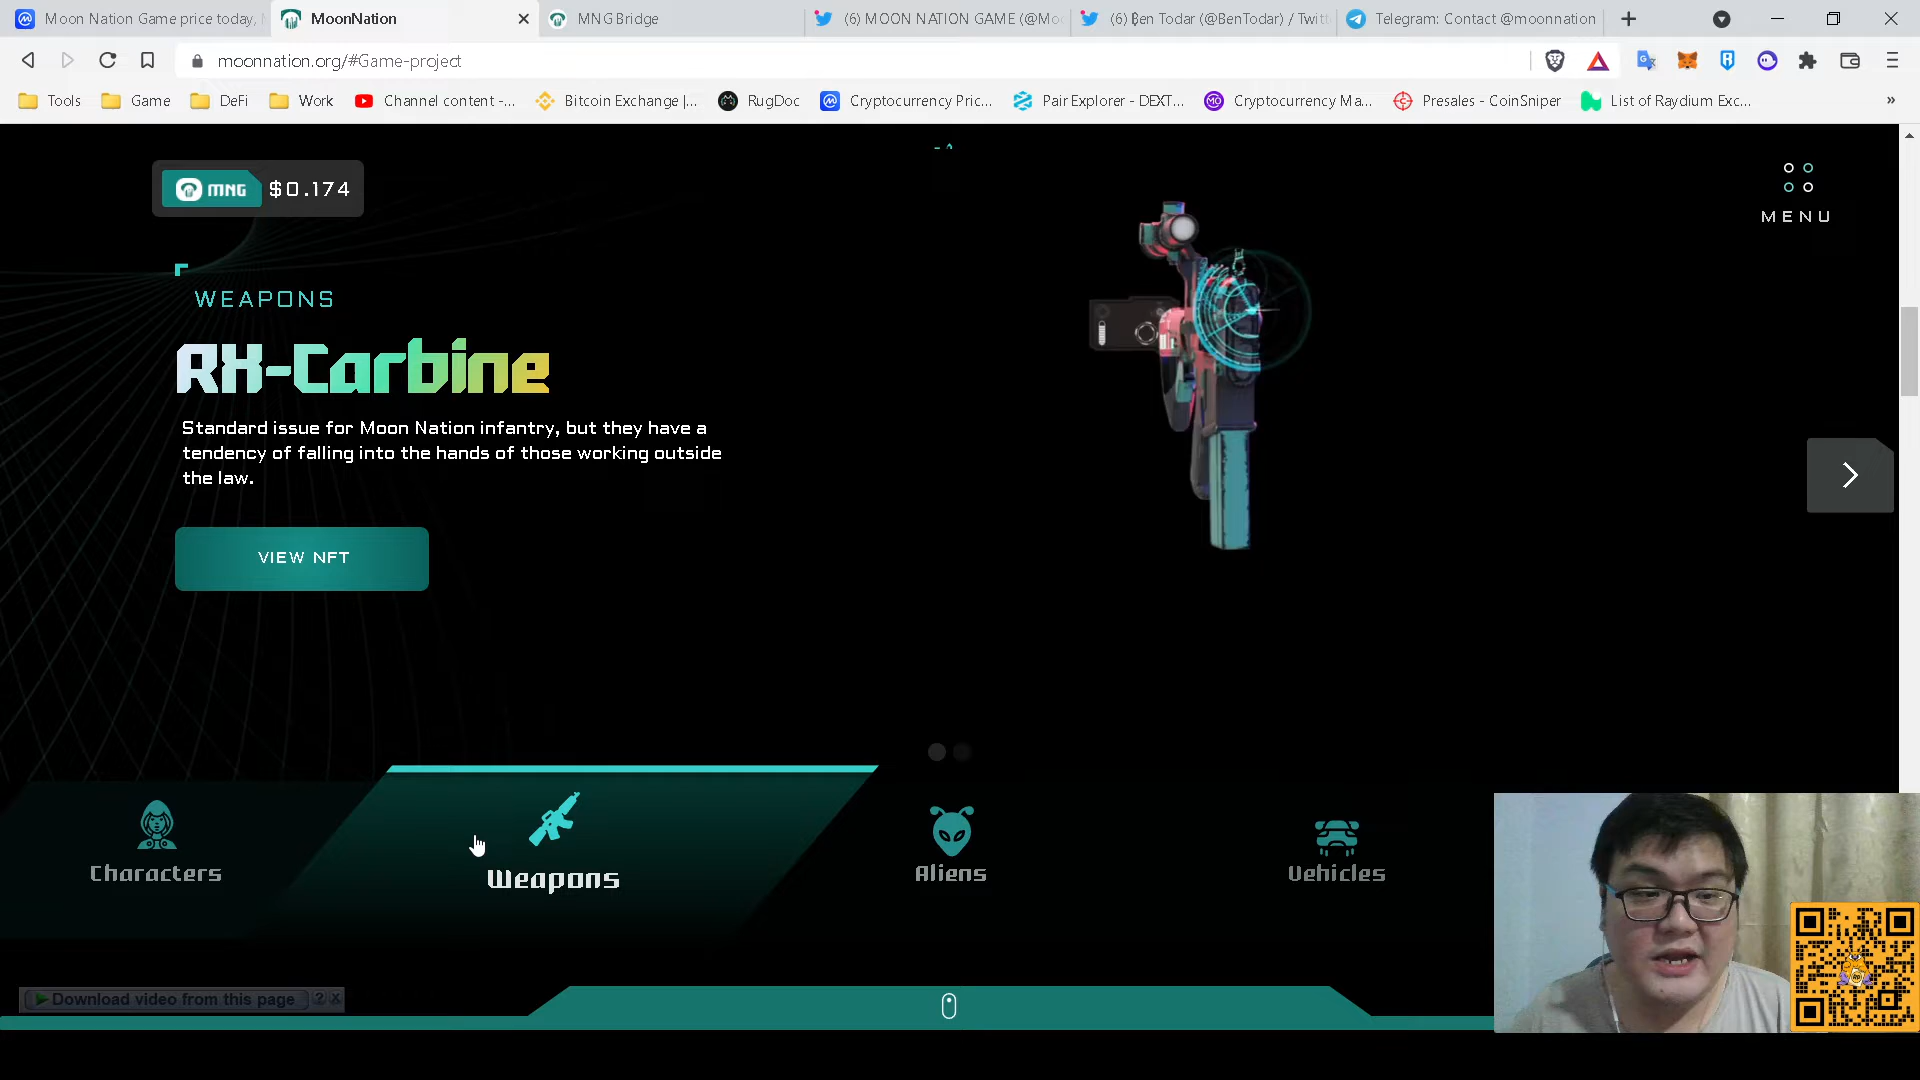 Moon Nation Game price today,
MoonNation
MNG Bridge
(6) MOON NATION GAME (@Moo
(6) Ben Todar (@BenTodar) / Twitt
Telegram: Contact @moonnation
moonnation.org/#Game-project
Tools
Game
DeFi
Work
Channel content -...
Bitcoin Exchange |...
RugDoc
Cryptocurrency Pric...
Pair Explorer - DEXT...
Cryptocurrency Ma...
Presales - CoinSniper
List of Raydium Exc...
MNG $0.174
MENU
WEAPONS
RX-Carbine
Standard issue for Moon Nation infantry, but they have a
tendency of falling into the hands of those working outside
the law.
VIEW NFT
Characters
Weapons
Aliens
Vehicles
Download video from this page ? X